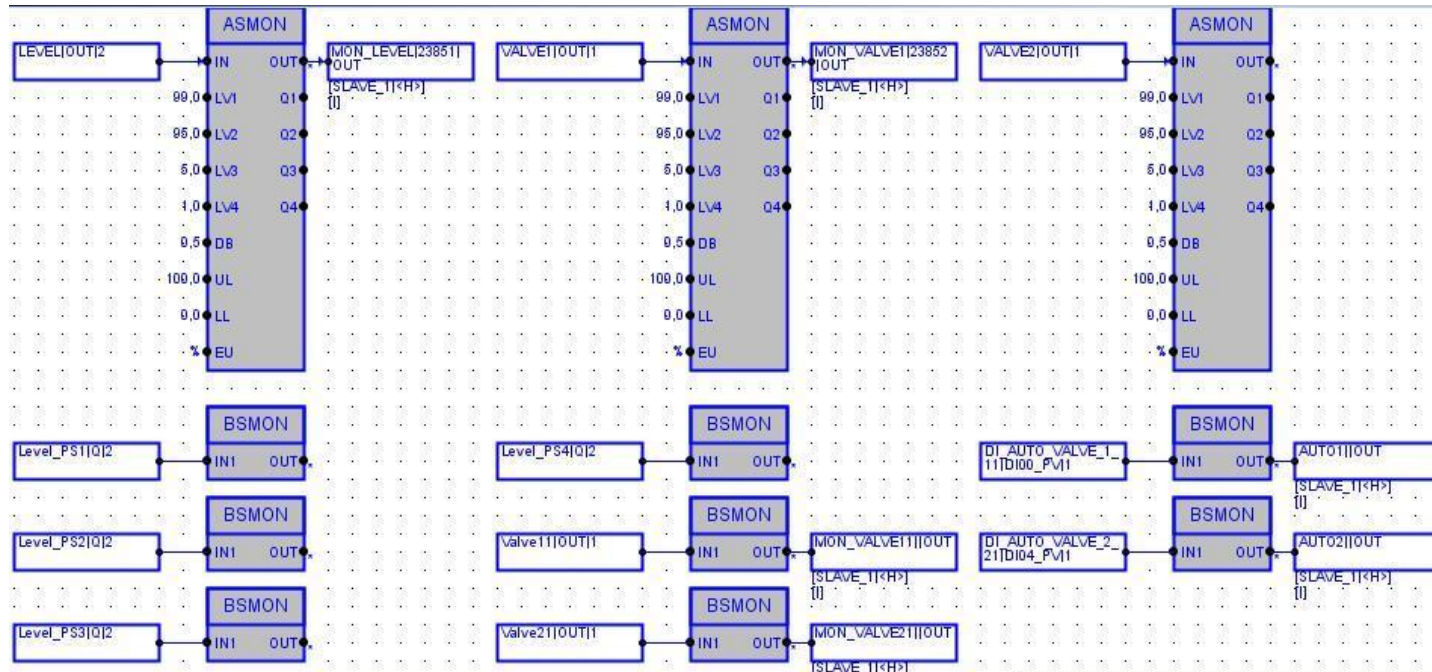 ASMON
LEVEL|OUT|2
IN OUT
MON_LEVEL|23851|
OUT
[SLAVE_1|<H>]
[I]
99,0 LV1 Q1
95,0 LV2 Q2
5,0 LV3 Q3
1,0 LV4 Q4
0,5 DB
100,0 UL
0,0 LL
% EU
ASMON
VALVE1|OUT|1
IN OUT
MON_VALVE1|23852
|OUT
[SLAVE_1|<H>]
[I]
99,0 LV1 Q1
95,0 LV2 Q2
5,0 LV3 Q3
1,0 LV4 Q4
0,5 DB
100,0 UL
0,0 LL
% EU
ASMON
VALVE2|OUT|1
IN OUT
99,0 LV1 Q1
95,0 LV2 Q2
5,0 LV3 Q3
1,0 LV4 Q4
0,5 DB
100,0 UL
0,0 LL
% EU
BSMON
Level_PS1|Q|2
IN1 OUT
BSMON
Level_PS4|Q|2
IN1 OUT
BSMON
DI_AUTO_VALVE_1_
11|DI00_PV|1
IN1 OUT
AUTO1||OUT
[SLAVE_1|<H>]
[I]
BSMON
Level_PS2|Q|2
IN1 OUT
BSMON
Valve11|OUT|1
IN1 OUT
MON_VALVE11||OUT
[SLAVE_1|<H>]
[I]
BSMON
DI_AUTO_VALVE_2_
21|DI04_PV|1
IN1 OUT
AUTO2||OUT
[SLAVE_1|<H>]
[I]
BSMON
Level_PS3|Q|2
IN1 OUT
BSMON
Valve21|OUT|1
IN1 OUT
MON_VALVE21||OUT
[SLAVE_1|<H>]